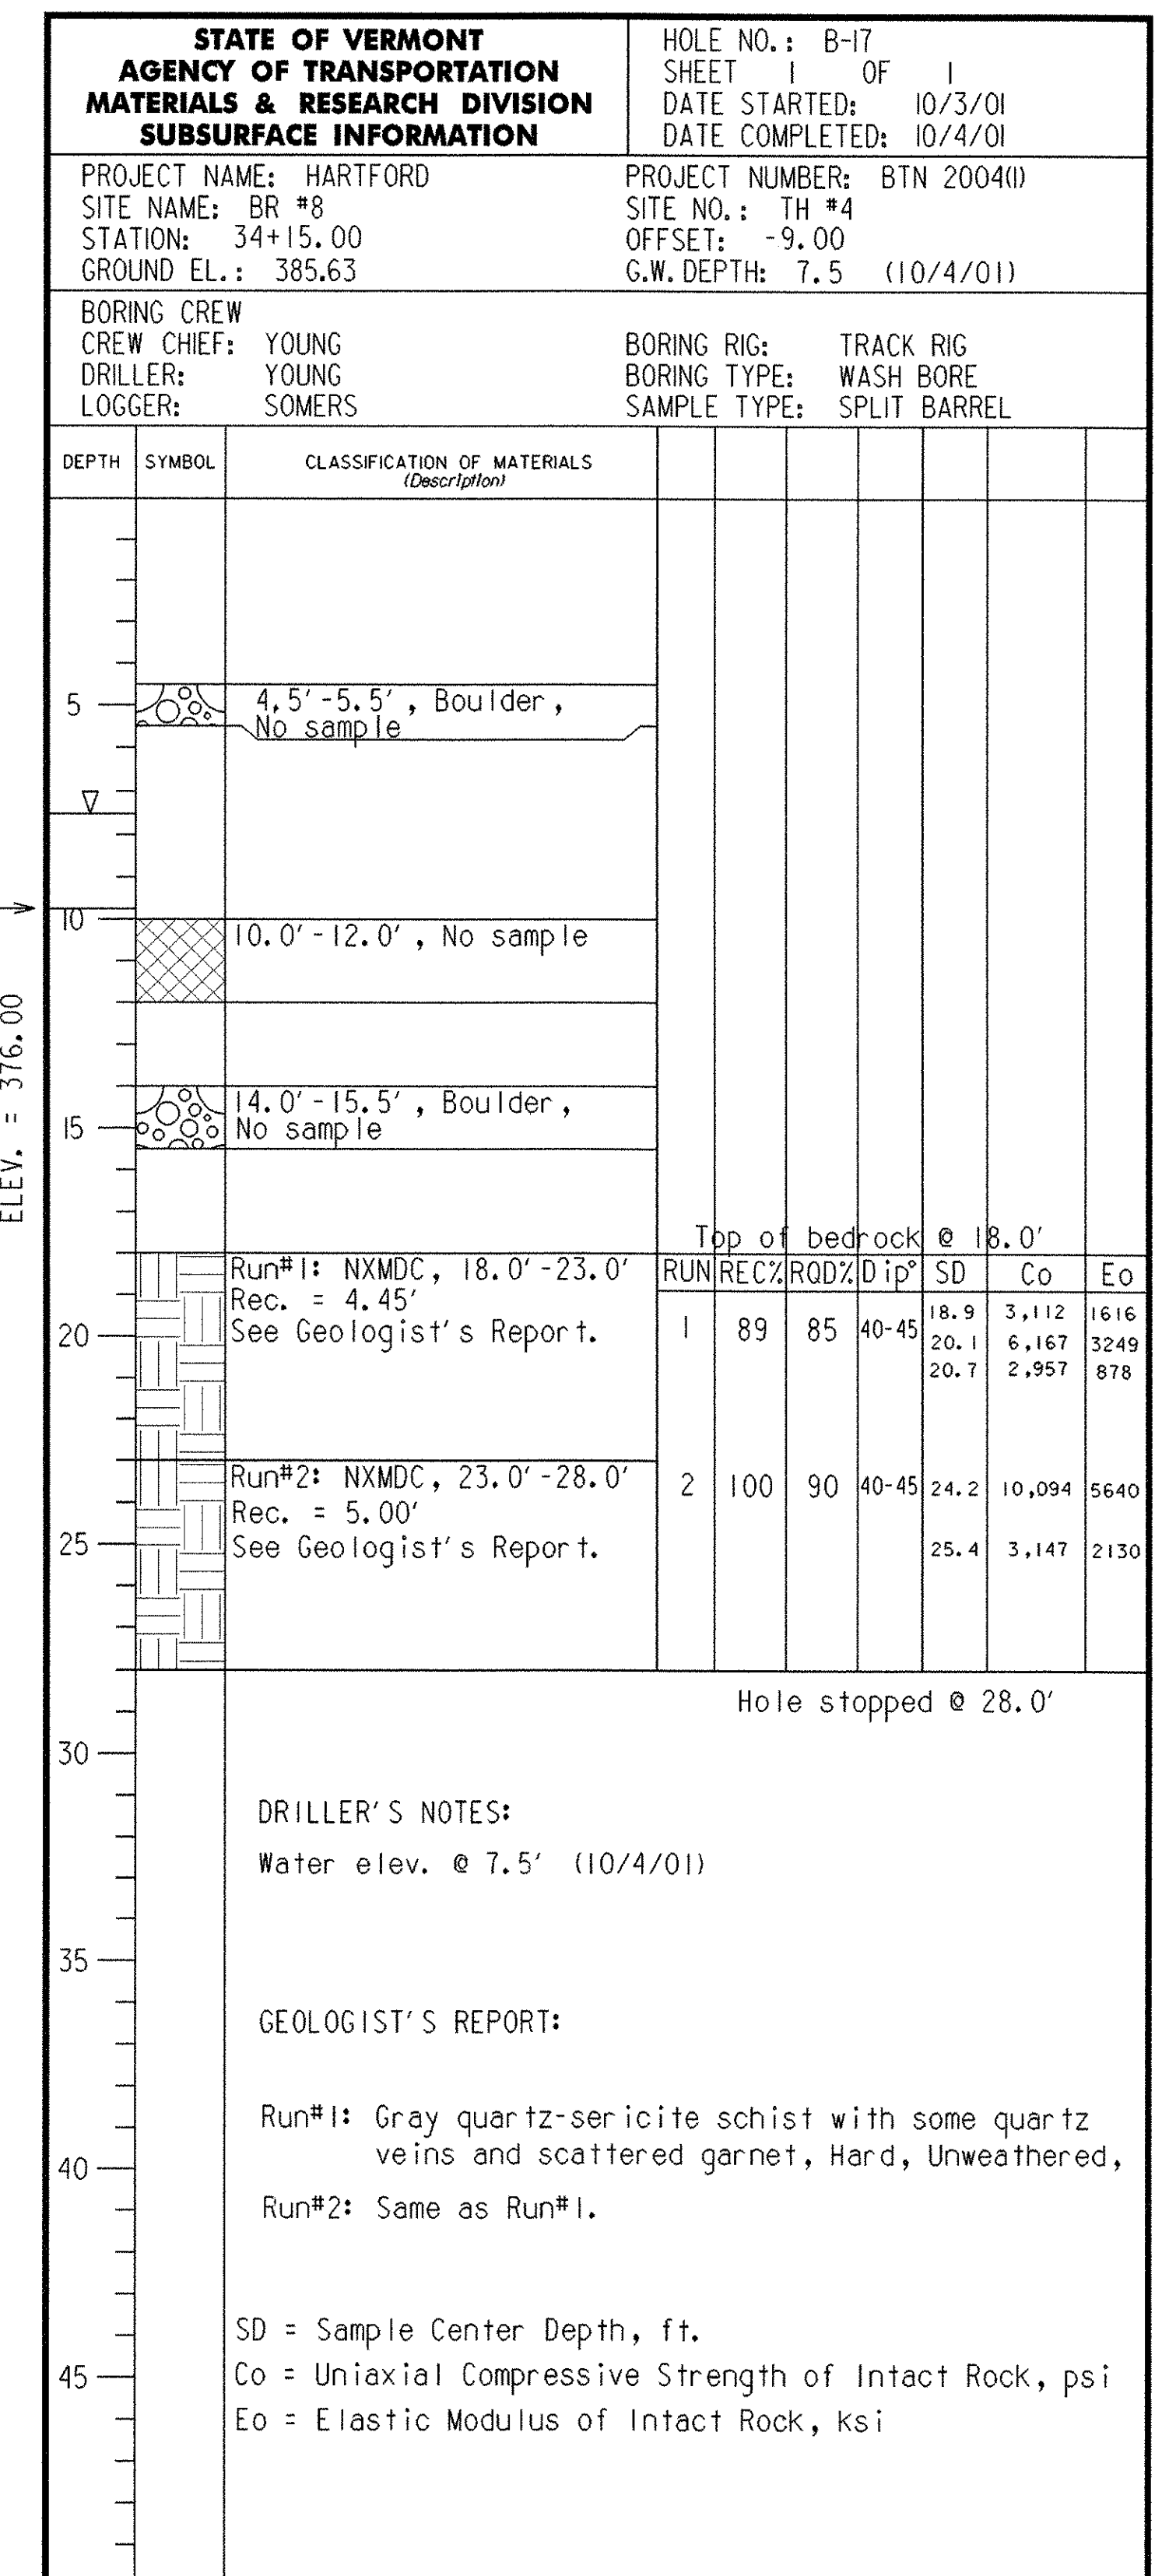 STATE OF VERMONT
AGENCY OF TRANSPORTATION
MATERIALS & RESEARCH DIVISION
SUBSURFACE INFORMATION
HOLE NO.: B-17
SHEET 1 OF 1
DATE STARTED: 10/3/01
DATE COMPLETED: 10/4/01
PROJECT NAME: HARTFORD
SITE NAME: BR #8
STATION: 34+15.00
GROUND EL.: 385.63
PROJECT NUMBER: BTN 2004(1)
SITE NO.: TH #4
OFFSET: -9.00
G.W. DEPTH: 7.5 (10/4/01)
BORING CREW
CREW CHIEF: YOUNG
DRILLER: YOUNG
LOGGER: SOMERS
BORING RIG: TRACK RIG
BORING TYPE: WASH BORE
SAMPLE TYPE: SPLIT BARREL
DEPTH SYMBOL CLASSIFICATION OF MATERIALS
(Description)
5
4.5'-5.5', Boulder,
No sample
10
10.0'-12.0', No sample
ELEV. = 376.00
14.0'-15.5', Boulder,
15
No sample
Top of bedrock @ 18.0'
Run#1: NXMDC, 18.0'-23.0'
Rec. = 4.45'
20
See Geologist's Report.
RUN REC% RQD% Dip° SD Co Eo
1 89 85 40-45 18.9 3,112 1616
20.1 6,167 3249
20.7 2,957 878
Run#2: NXMDC, 23.0'-28.0'
Rec. = 5.00'
25
See Geologist's Report.
2 100 90 40-45 24.2 10,094 5640
25.4 3,147 2130
Hole stopped @ 28.0'
30
DRILLER'S NOTES:
Water elev. @ 7.5' (10/4/01)
35
GEOLOGIST'S REPORT:
Run#1: Gray quartz-sericite schist with some quartz
veins and scattered garnet, Hard, Unweathered,
40
Run#2: Same as Run#1.
SD = Sample Center Depth, ft.
45
Co = Uniaxial Compressive Strength of Intact Rock, psi
Eo = Elastic Modulus of Intact Rock, ksi